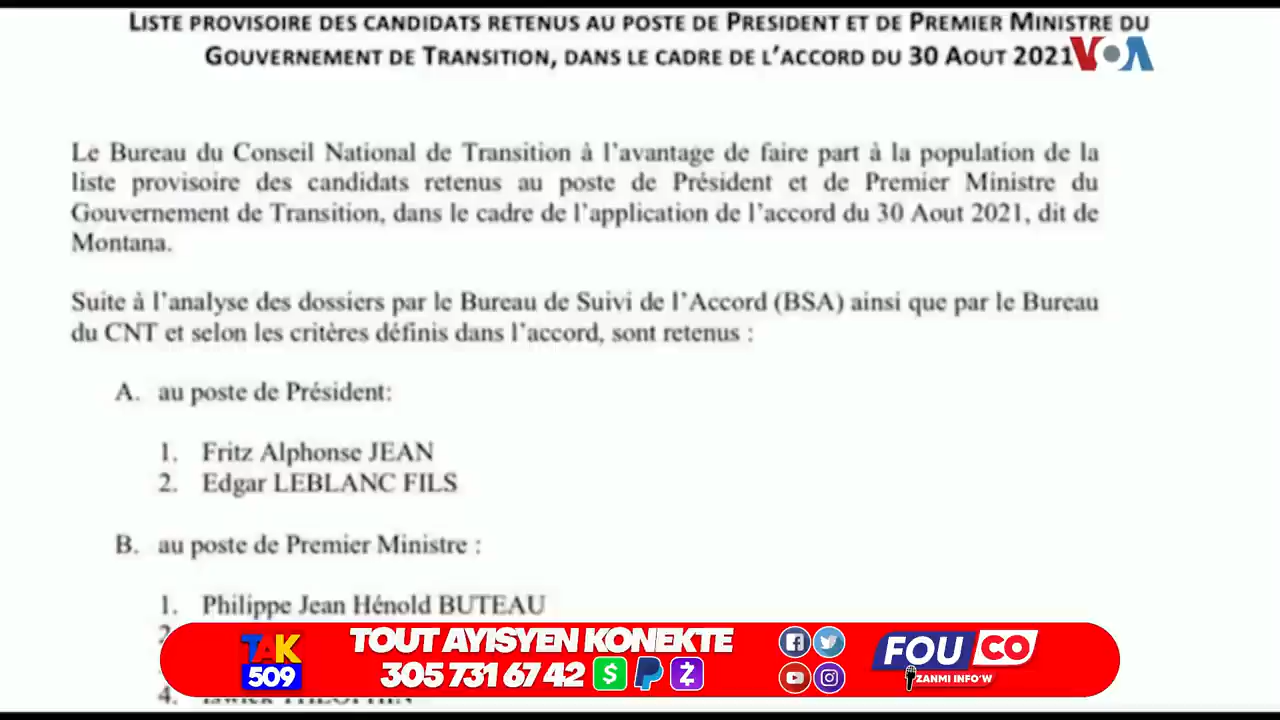 LISTE PROVISOIRE DES CANDIDATS RETENUS AU POSTE DE PRESIDENT ET DE PREMIER MINISTRE DU
GOUVERNEMENT DE TRANSITION, DANS LE CADRE DE L'ACCORD DU 30 AOUT 2021
VOA
Le Bureau du Conseil National de Transition à l'avantage de faire part à la population de la
liste provisoire des candidats retenus au poste de Président et de Premier Ministre du
Gouvernement de Transition, dans le cadre de l'application de l'accord du 30 Aout 2021, dit de
Montana.
Suite à l'analyse des dossiers par le Bureau de Suivi de l'Accord (BSA) ainsi que par le Bureau
du CNT et selon les critères définis dans l'accord, sont retenus :
A. au poste de Président:
1. Fritz Alphonse JEAN
2. Edgar LEBLANC FILS
B. au poste de Premier Ministre :
1. Philippe Jean Hénold BUTEAU
2
4.
TAK
509
TOUT AYISYEN KONEKTE
305 731 67 42
FOUCO
ZANMI INFO'W